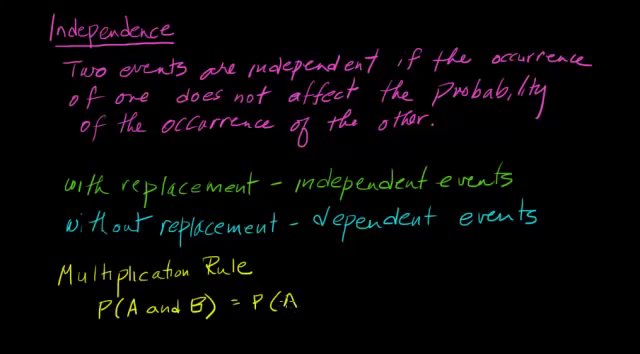 Independence
Two events are independent if the occurrence
of one does not affect the probability
of the occurrence of the other.
with replacement - independent events
without replacement - dependent events
Multiplication Rule
P(A and B) = P(A